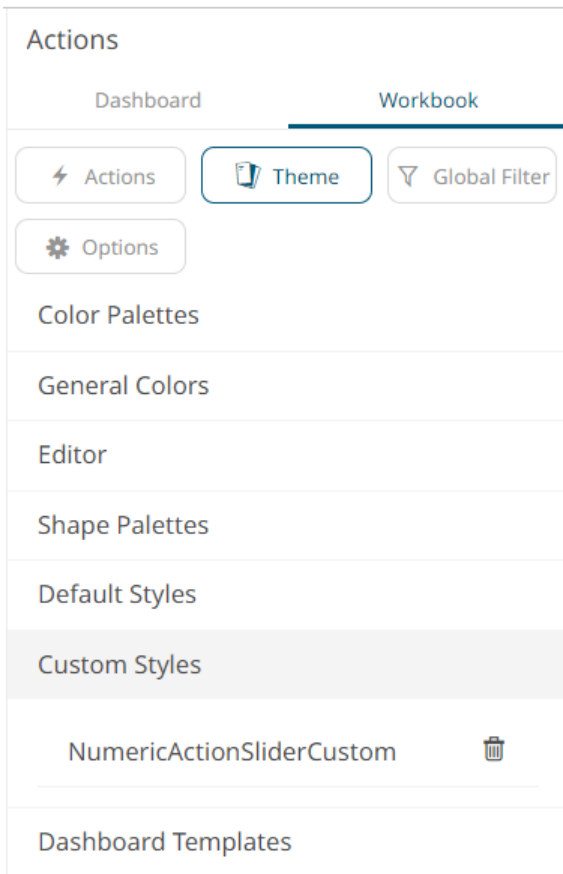 Actions
Dashboard Workbook
Actions Theme Global Filter
Options
Color Palettes
General Colors
Editor
Shape Palettes
Default Styles
Custom Styles
NumericActionSliderCustom
Dashboard Templates